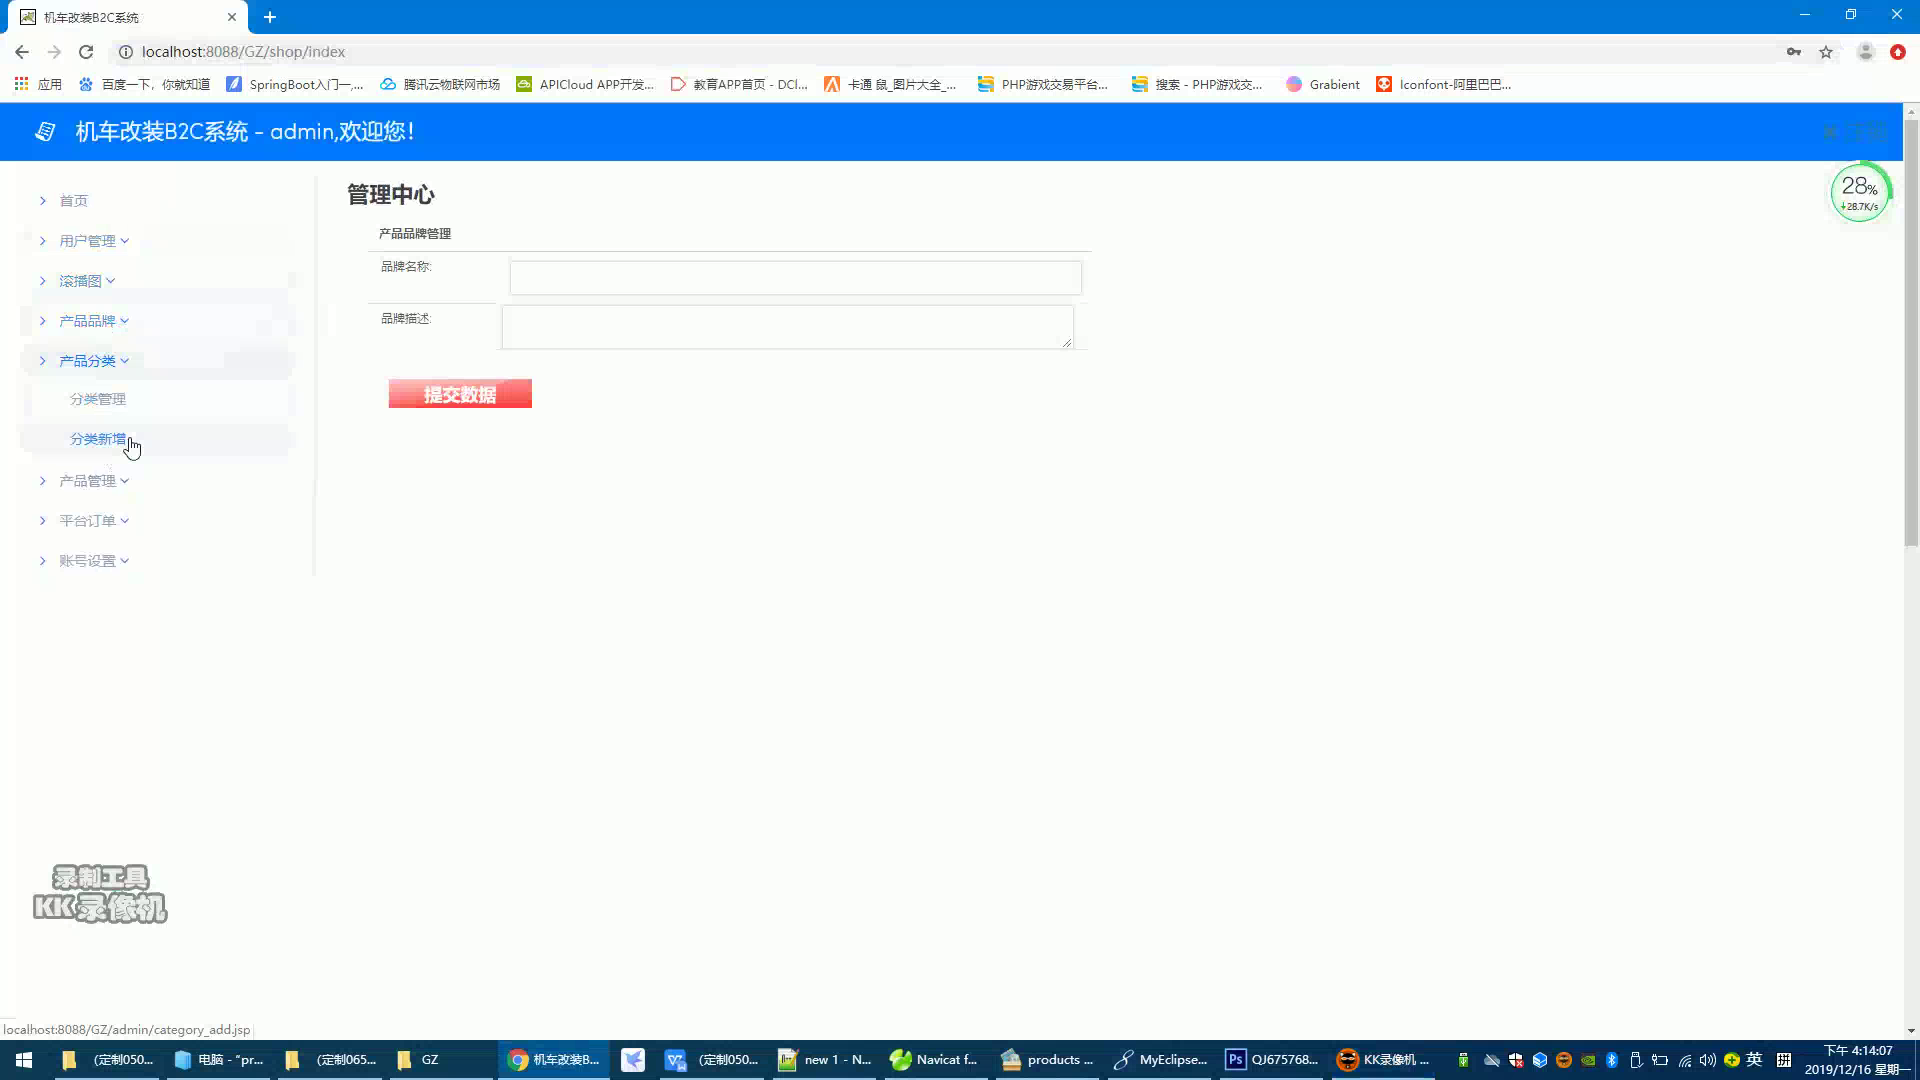 机车改装B2C系统
localhost:8088/GZ/shop/index
应用
百度一下，你就知道
SpringBoot入门一,...
腾讯云物联网市场
APICloud APP开发...
教育APP首页 - DCl...
卡通 鼠_图片大全_...
PHP游戏交易平台...
搜索 - PHP游戏交...
Grabient
Iconfont-阿里巴巴...
机车改装B2C系统 - admin,欢迎您!
28%
28.7K/s
首页
用户管理
滚播图
产品品牌
产品分类
分类管理
分类新增
产品管理
平台订单
账号设置
管理中心
产品品牌管理
品牌名称:
品牌描述:
提交数据
录制工具
KK录像机
localhost:8088/GZ/admin/category_add.jsp
(定制050...
电脑 - "pr...
(定制065...
GZ
机车改装B...
(定制050...
new 1 - N...
Navicat f...
products ...
MyEclipse...
Ps
QJ675768...
KK录像机 ...
英
拼
下午 4:14:07
2019/12/16 星期一